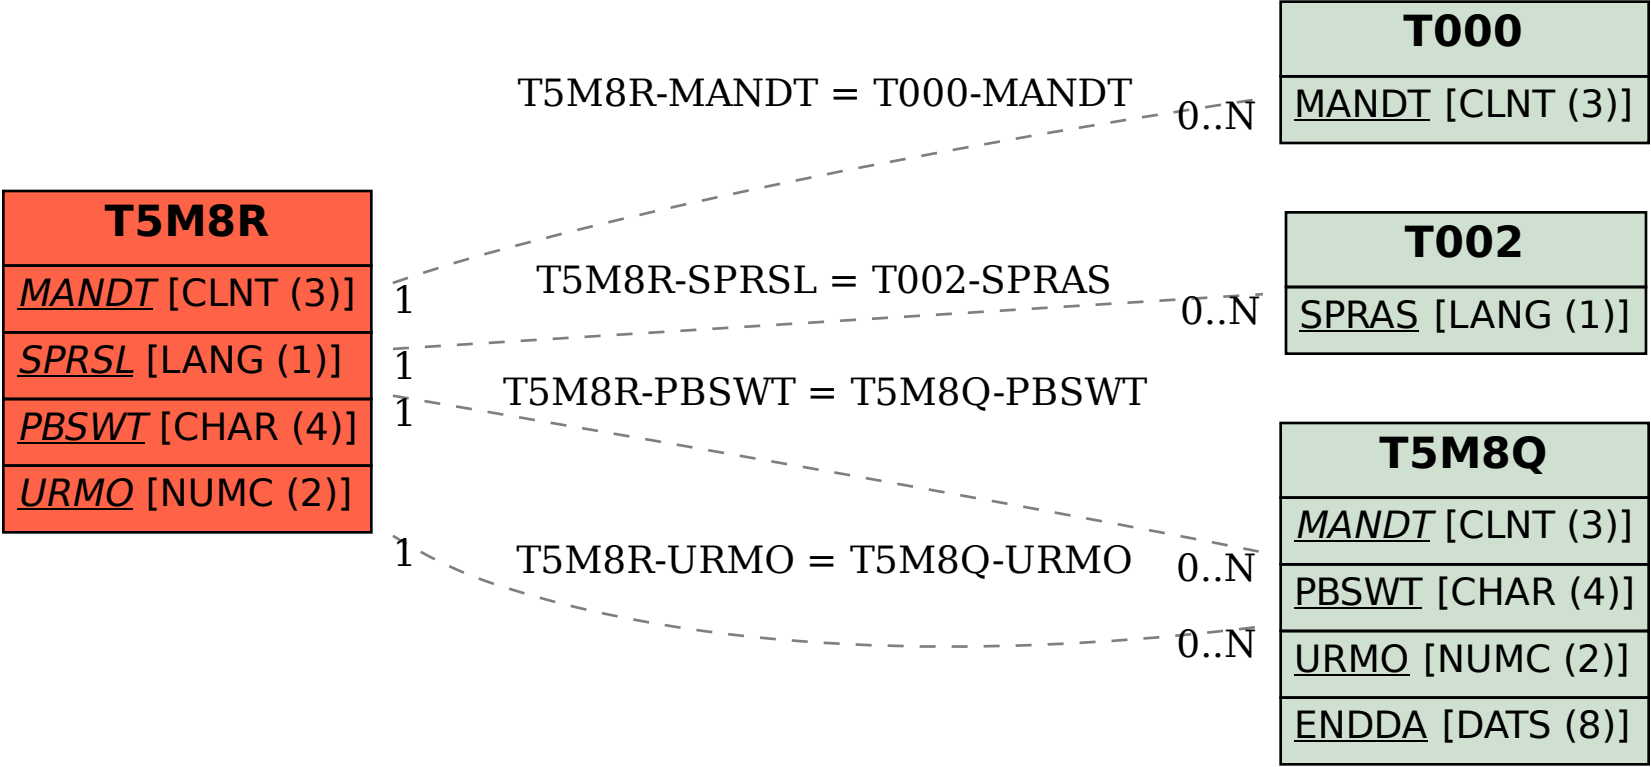 T5M8R
MANDT [CLNT (3)]
SPRSL [LANG (1)]
PBSWT [CHAR (4)]
URMO [NUMC (2)]
T5M8R-MANDT = T000-MANDT
1
0..N
T5M8R-SPRSL = T002-SPRAS
1
0..N
T5M8R-PBSWT = T5M8Q-PBSWT
1
0..N
T5M8R-URMO = T5M8Q-URMO
1
0..N
T000
MANDT [CLNT (3)]
T002
SPRAS [LANG (1)]
T5M8Q
MANDT [CLNT (3)]
PBSWT [CHAR (4)]
URMO [NUMC (2)]
ENDDA [DATS (8)]